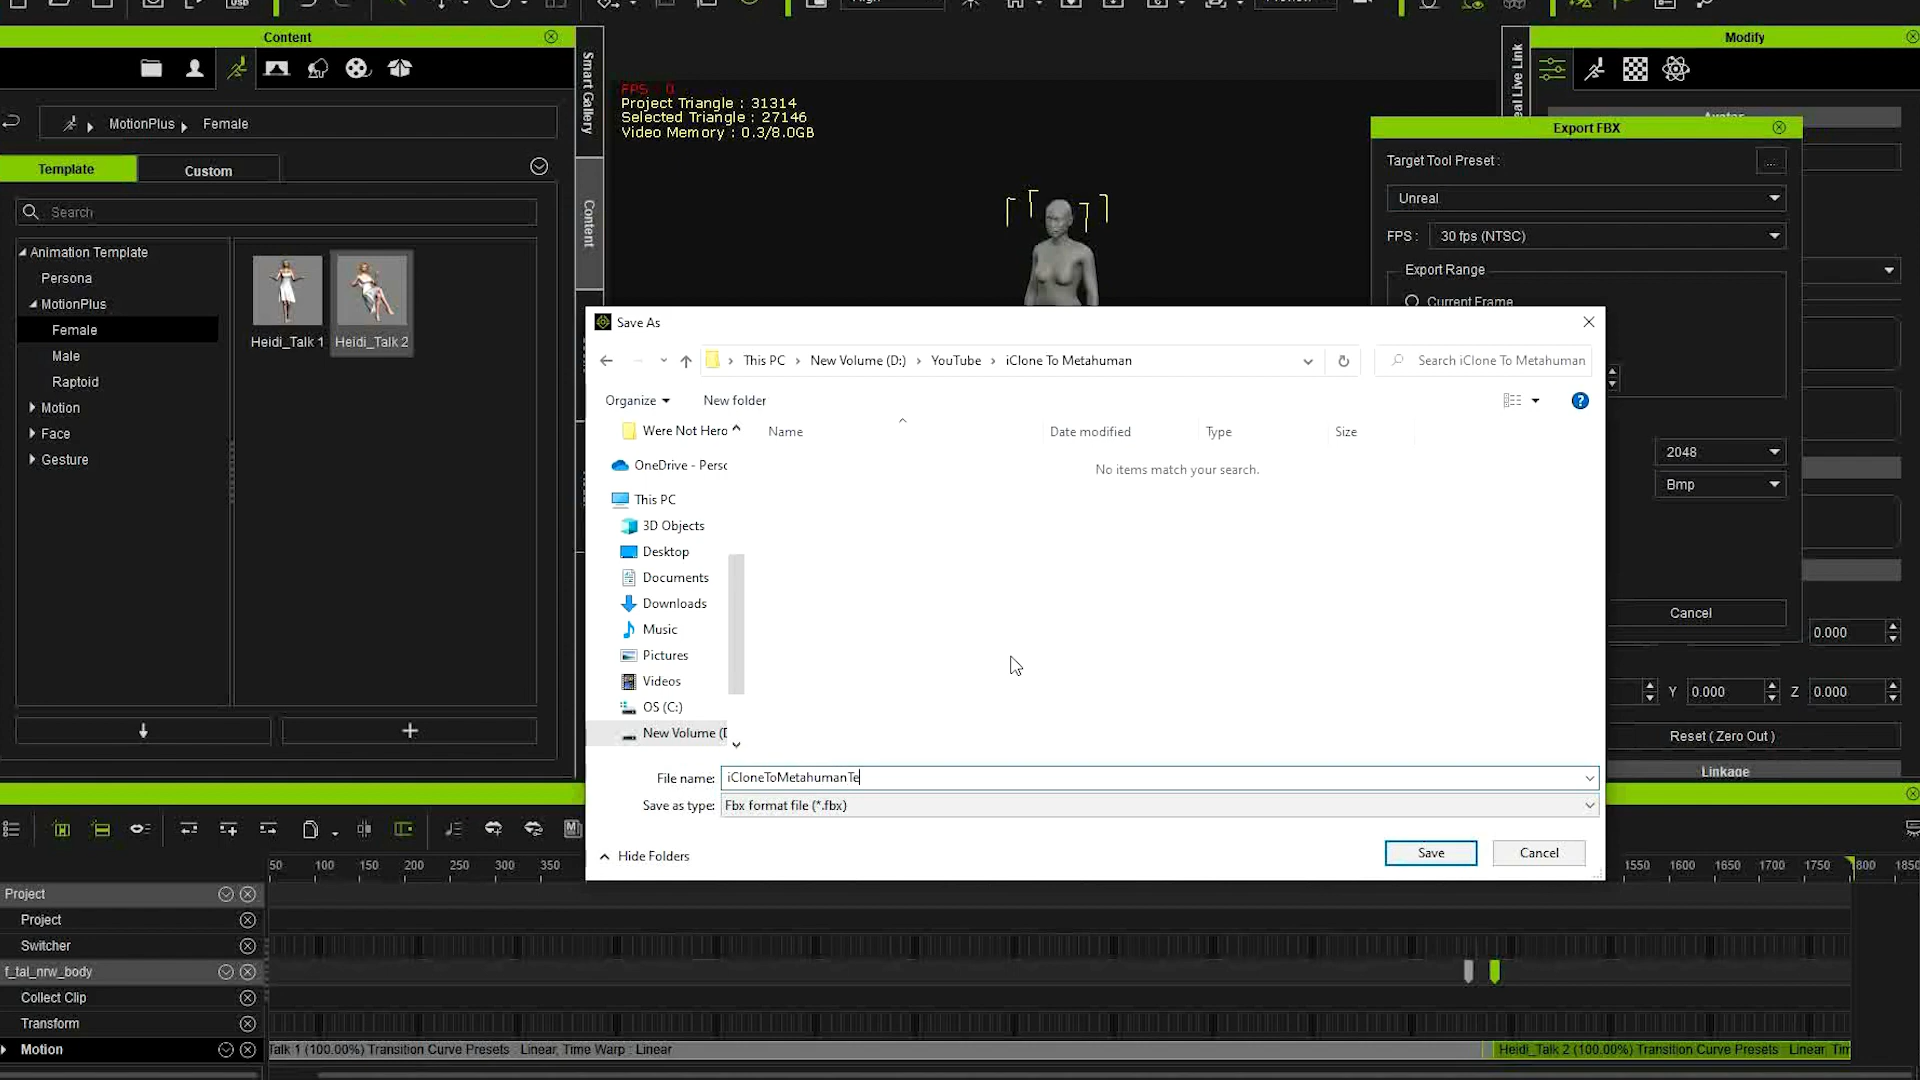 Content
Modify
MotionPlus
Female
Template
Custom
Search
Animation Template
Persona
MotionPlus
Female
Male
Raptoid
Motion
Face
Gesture
Heidi_Talk 1
Heidi_Talk 2
Smart Gallery
Content
FPS 0
Project Triangle : 31314
Selected Triangle : 27146
Video Memory : 0.3/8.0GB
Export FBX
Target Tool Preset :
...
Unreal
FPS :
30 fps (NTSC)
Export Range
Current Frame
2048
Bmp
Cancel
0.000
Y
0.000
Z
0.000
Reset ( Zero Out )
Linkage
Save As
This PC
New Volume (D:)
YouTube
iClone To Metahuman
Search iClone To Metahuman
Organize
New folder
Were Not Hero
OneDrive - Perso
This PC
3D Objects
Desktop
Documents
Downloads
Music
Pictures
Videos
OS (C:)
New Volume (D
Name
Date modified
Type
Size
No items match your search.
File name:
iCloneToMetahumanTe
Save as type:
Fbx format file (*.fbx)
Hide Folders
Save
Cancel
50 100 150 200 250 300 350
1550 1600 1650 1700 1750 1800 1850
Project
Project
Switcher
f_tal_nrw_body
Collect Clip
Transform
Motion
Talk 1 (100.00%) Transition Curve Presets : Linear, Time Warp : Linear
Heidi_Talk 2 (100.00%) Transition Curve Presets : Linear, Tim